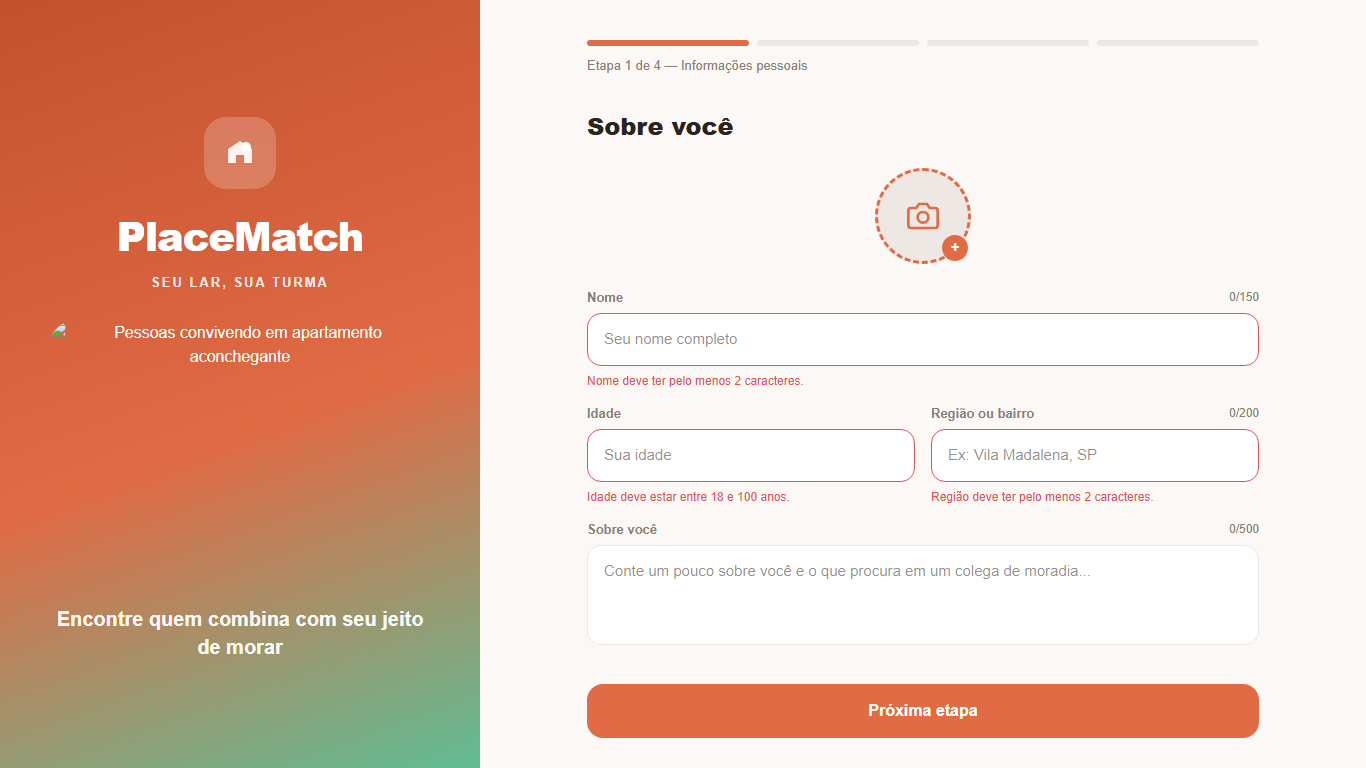 PlaceMatch
SEU LAR, SUA TURMA
Pessoas convivendo em apartamento
aconchegante
Encontre quem combina com seu jeito
de morar
Etapa 1 de 4 — Informações pessoais
Sobre você
+
Nome 0/150
Seu nome completo
Nome deve ter pelo menos 2 caracteres.
Idade
Sua idade
Idade deve estar entre 18 e 100 anos.
Região ou bairro 0/200
Ex: Vila Madalena, SP
Região deve ter pelo menos 2 caracteres.
Sobre você 0/500
Conte um pouco sobre você e o que procura em um colega de moradia...
Próxima etapa